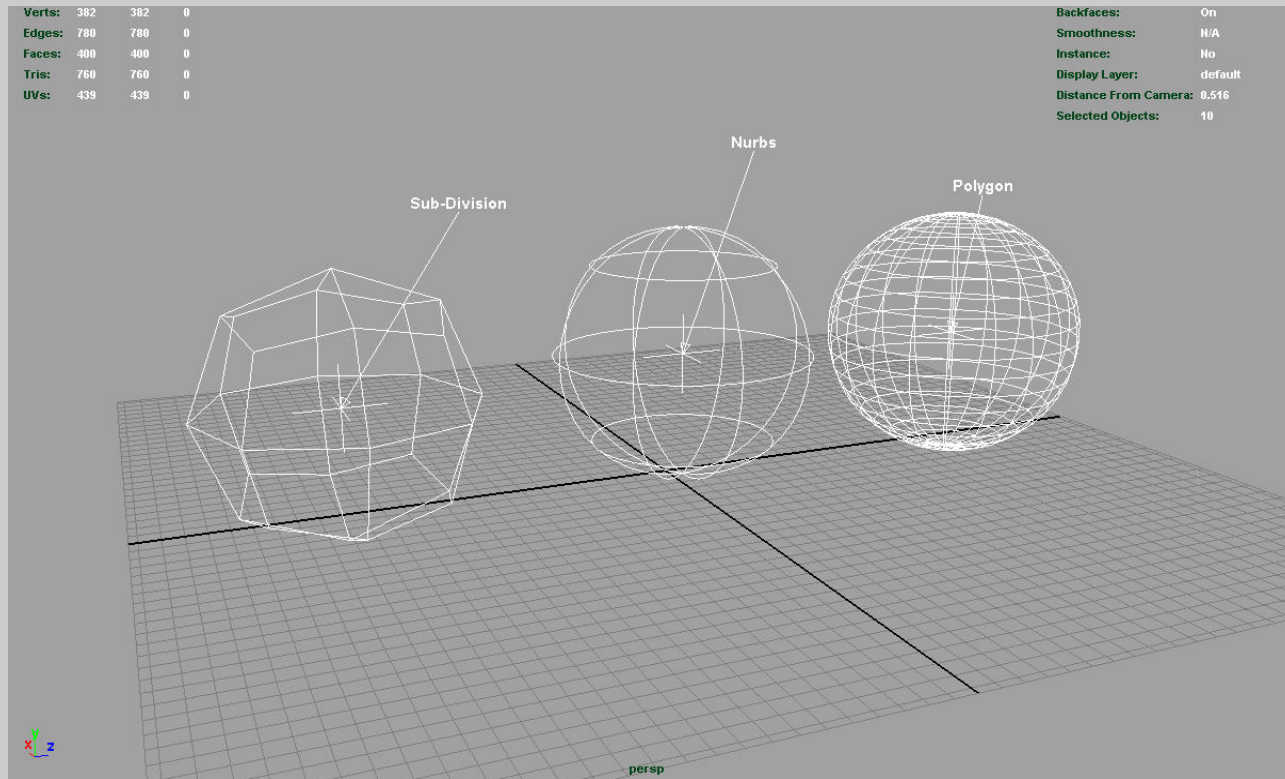 Verts: 382 382 0
Edges: 780 780 0
Faces: 400 400 0
Tris: 760 760 0
UVs: 439 439 0
Backfaces: On
Smoothness: N/A
Instance: No
Display Layer: default
Distance From Camera: 0.516
Selected Objects: 10
Nurbs
Polygon
Sub-Division
Y
X Z
persp